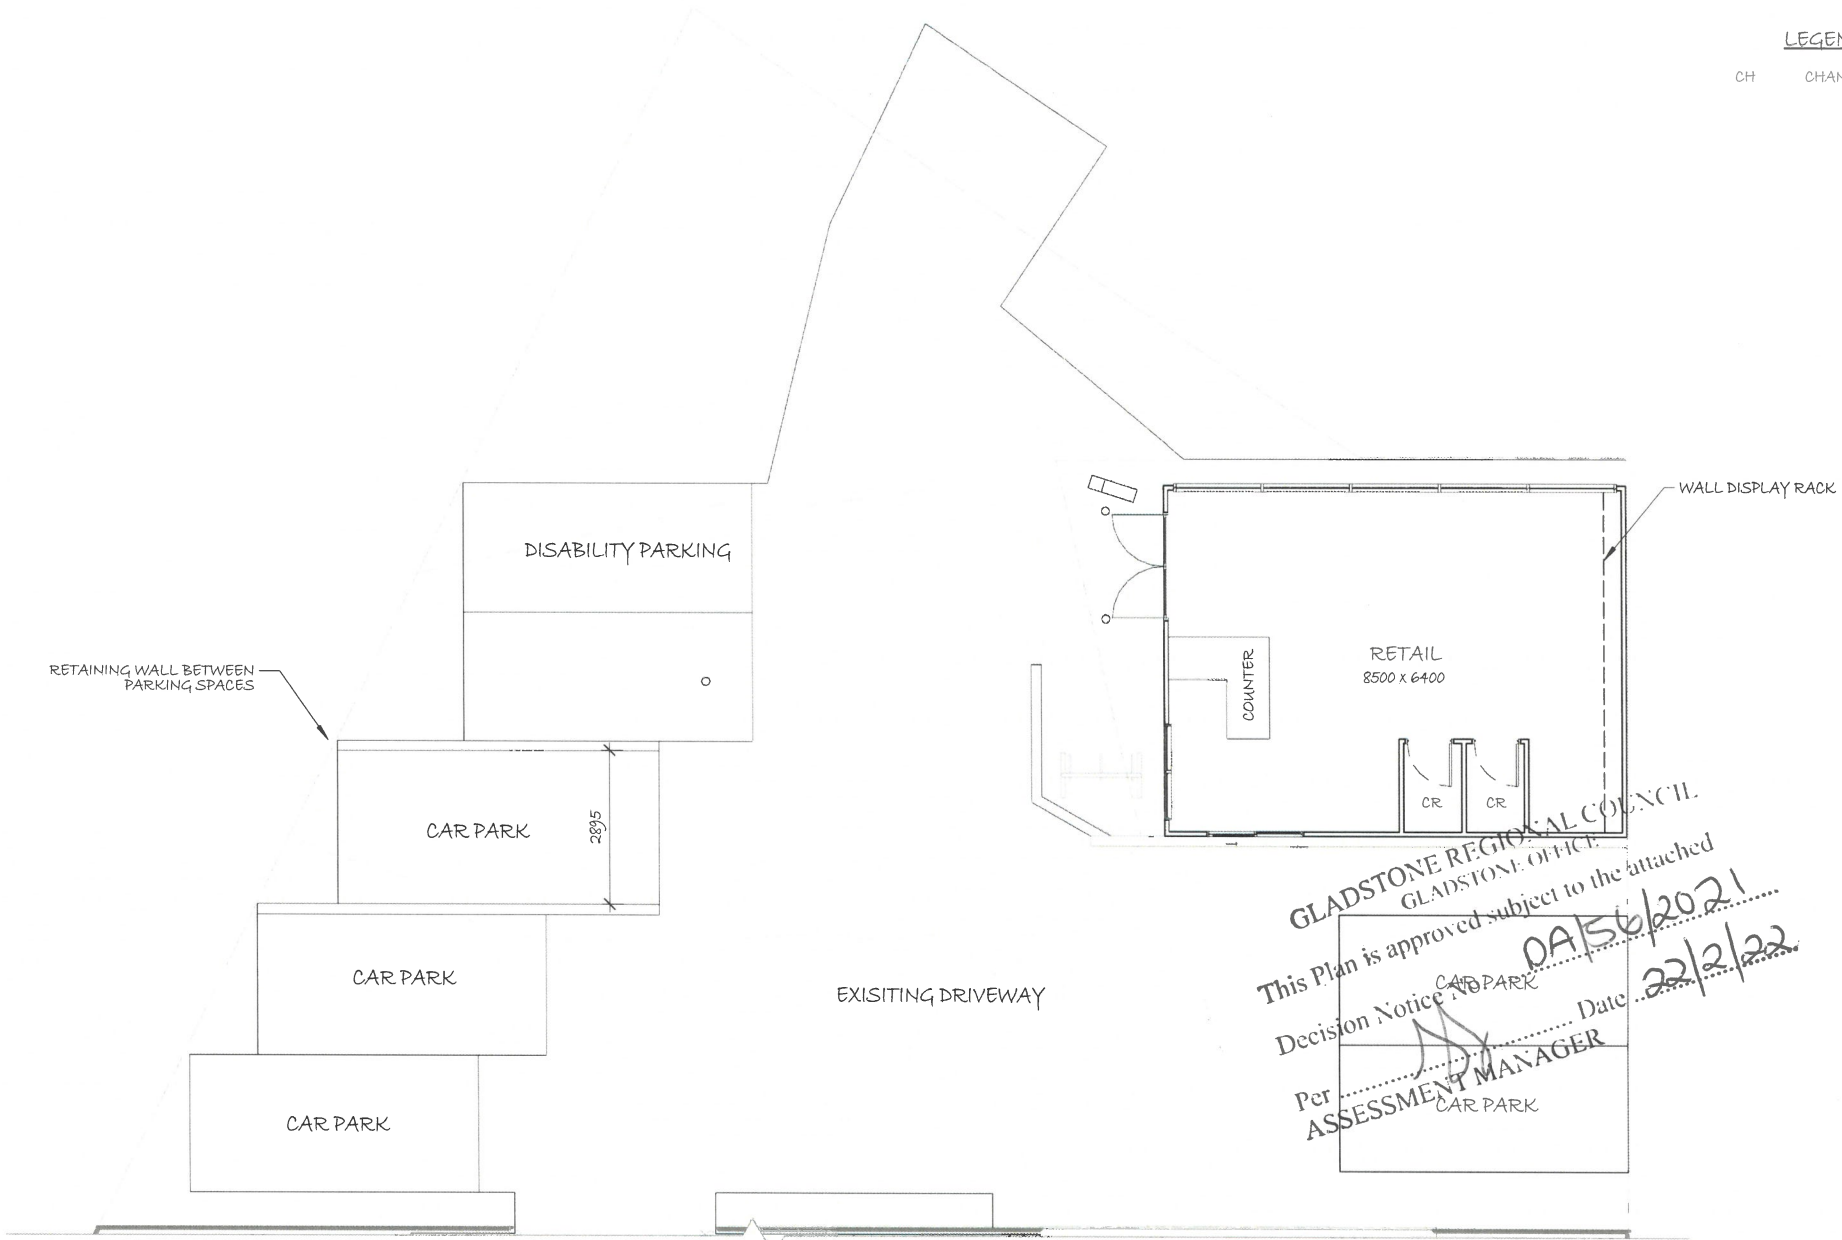 LEGEN
CH CHAN
WALL DISPLAY RACK
DISABILITY PARKING
RETAIL
8500 x 6400
COUNTER
RETAINING WALL BETWEEN
PARKING SPACES
CR CR
CAR PARK
2895
CAR PARK
EXISITING DRIVEWAY
CAR PARK
CAR PARK
CAR PARK
GLADSTONE REGIONAL COUNCIL
GLADSTONE OFFICE
This Plan is approved subject to the attached
Decision Notice No. DA/56/2021
Per .................... Date 22/2/22
ASSESSMENT MANAGER